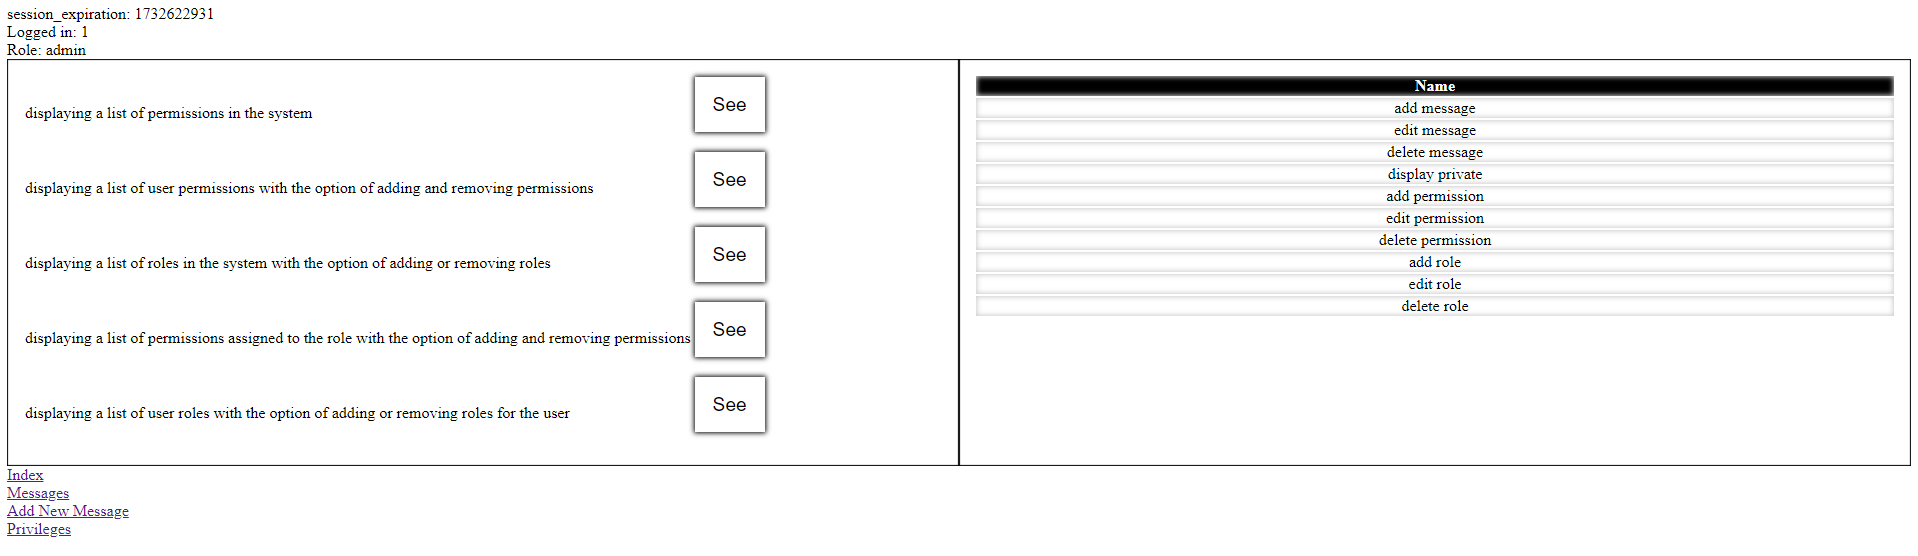 session_expiration: 1732622931
Logged in: 1
Role: admin
displaying a list of permissions in the system See
displaying a list of user permissions with the option of adding and removing permissions See
displaying a list of roles in the system with the option of adding or removing roles See
displaying a list of permissions assigned to the role with the option of adding and removing permissions See
displaying a list of user roles with the option of adding or removing roles for the user See
Name
add message
edit message
delete message
display private
add permission
edit permission
delete permission
add role
edit role
delete role
Index
Messages
Add New Message
Privileges